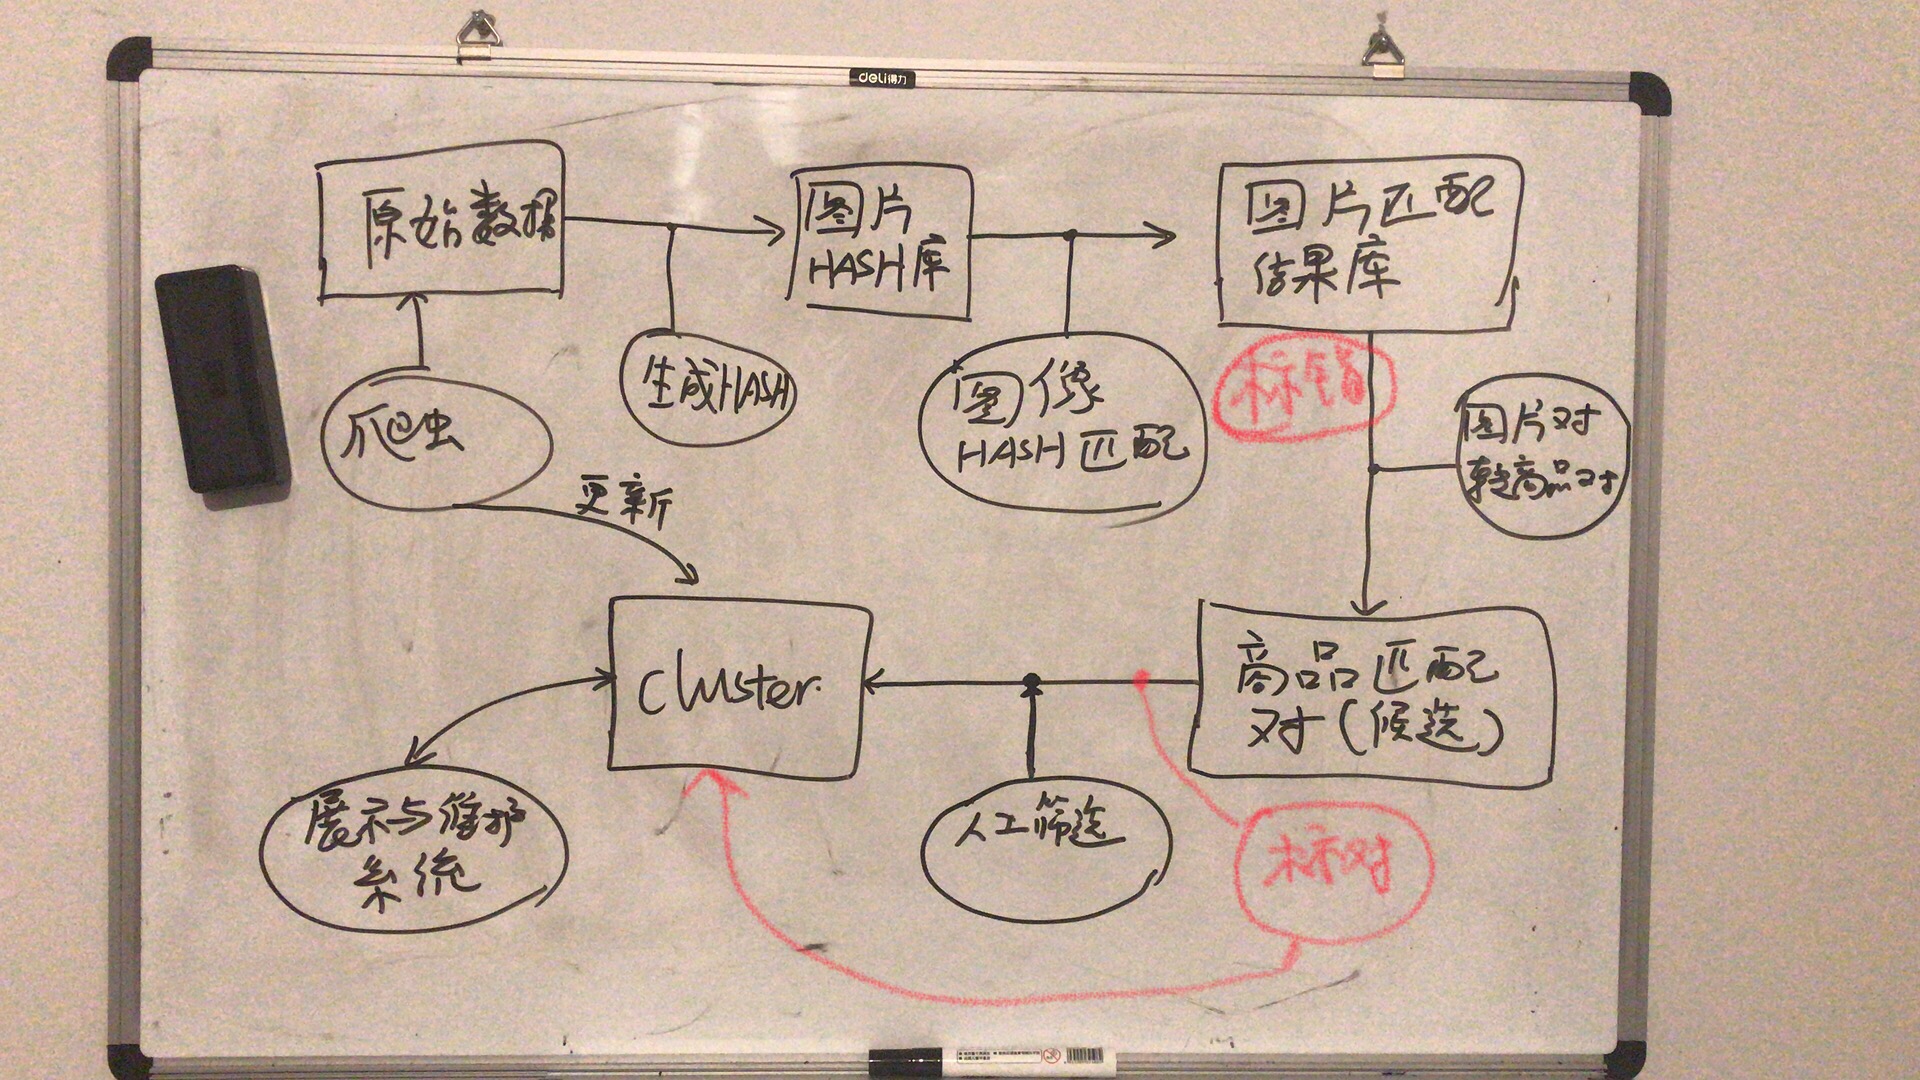 deli得力
原始数据
图片
HASH库
图片匹配
结果库
爬虫
生成HASH
图像
HASH匹配
标错
图片对
转商品对
更新
cluster
商品匹配
对(候选)
展示与维护
系统
人工筛选
标对